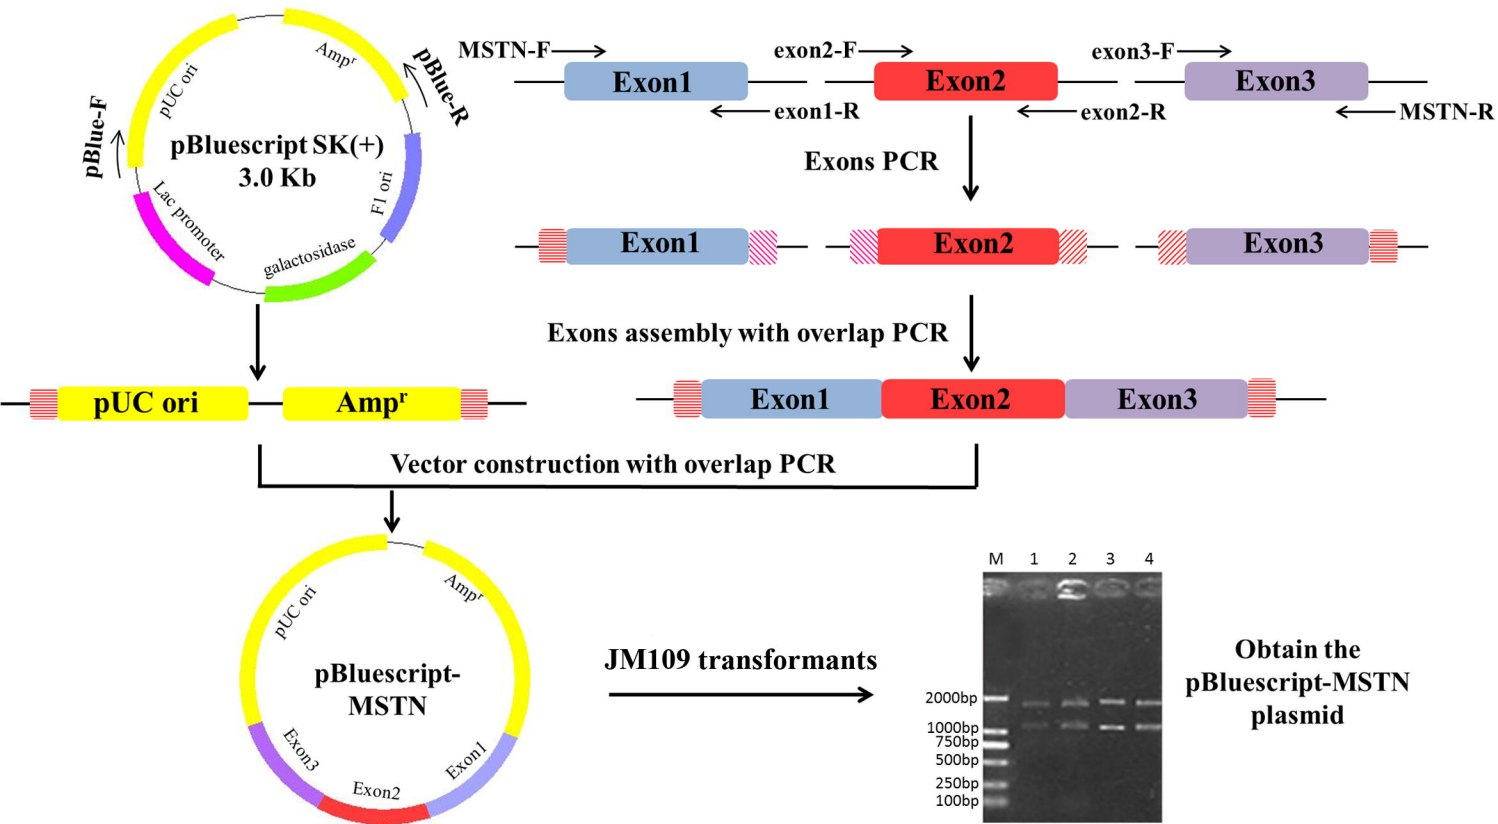 pUC ori
Ampʳ
pBlue-F
pBlue-R
pBluescript SK(+)
3.0 Kb
Lac promoter
F1 ori
galactosidase
MSTN-F
exon2-F
exon3-F
Exon1
Exon2
Exon3
exon1-R
exon2-R
MSTN-R
Exons PCR
Exon1
Exon2
Exon3
Exons assembly with overlap PCR
pUC ori
Ampʳ
Exon1
Exon2
Exon3
Vector construction with overlap PCR
pUC ori
Ampʳ
pBluescript-
MSTN
Exon3
Exon2
Exon1
JM109 transformants
M 1 2 3 4
2000bp
1000bp
750bp
500bp
250bp
100bp
Obtain the
pBluescript-MSTN
plasmid